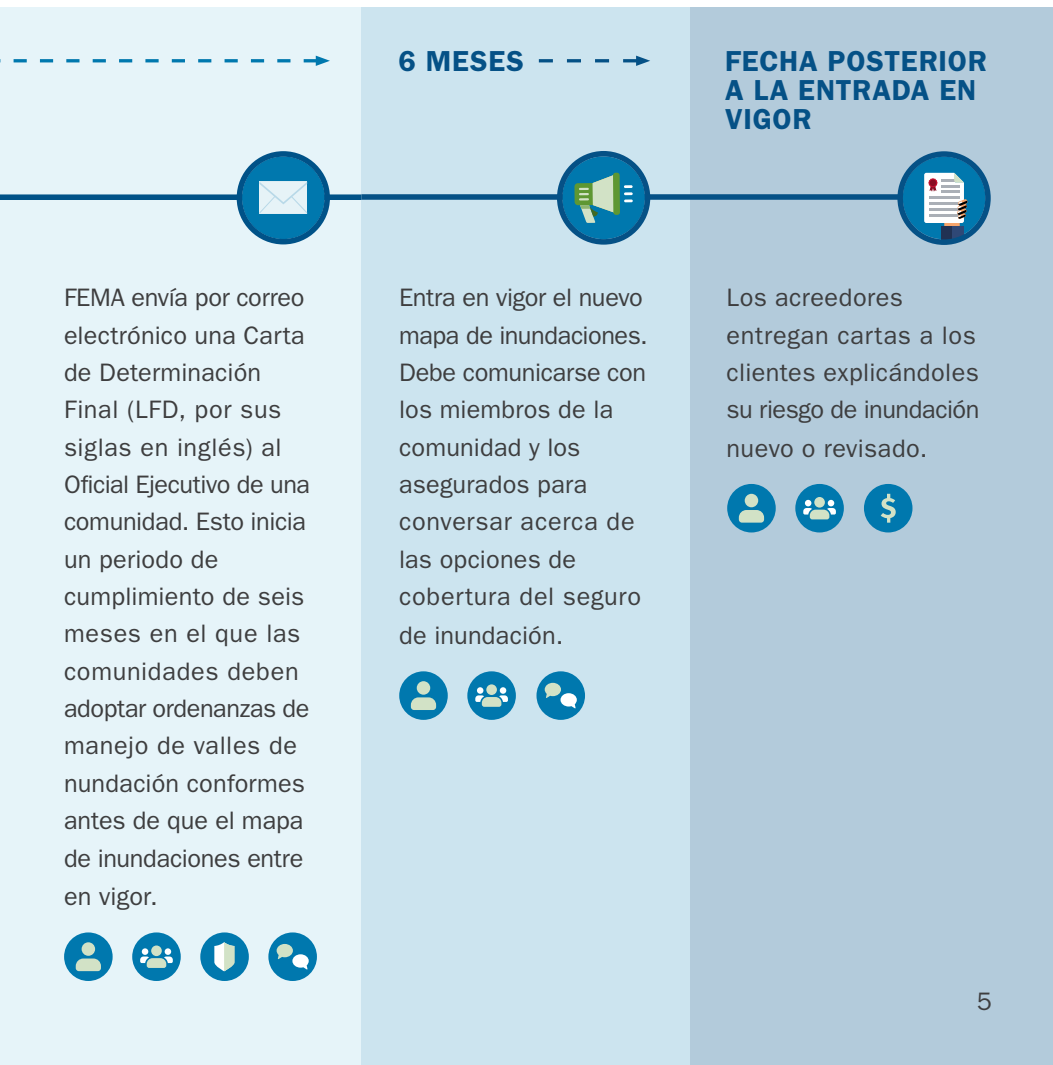 6 MESES
FECHA POSTERIOR
A LA ENTRADA EN
VIGOR
FEMA envía por correo
electrónico una Carta
de Determinación
Final (LFD, por sus
siglas en inglés) al
Oficial Ejecutivo de una
comunidad. Esto inicia
un periodo de
cumplimiento de seis
meses en el que las
comunidades deben
adoptar ordenanzas de
manejo de valles de
nundación conformes
antes de que el mapa
de inundaciones entre
en vigor.
Entra en vigor el nuevo
mapa de inundaciones.
Debe comunicarse con
los miembros de la
comunidad y los
asegurados para
conversar acerca de
las opciones de
cobertura del seguro
de inundación.
Los acreedores
entregan cartas a los
clientes explicándoles
su riesgo de inundación
nuevo o revisado.
$
5